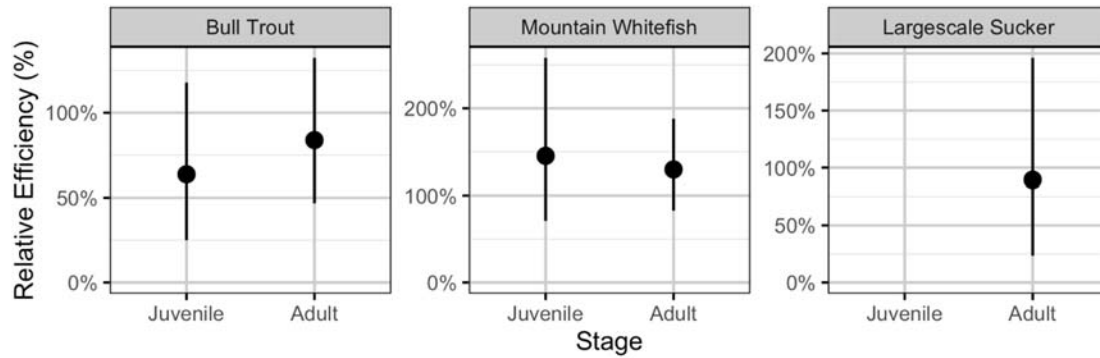 Relative Efficiency (%)
Bull Trout
100%
50%
0%
Juvenile Adult
Mountain Whitefish
200%
100%
0%
Juvenile Adult
Largescale Sucker
200%
150%
100%
50%
0%
Juvenile Adult
Stage